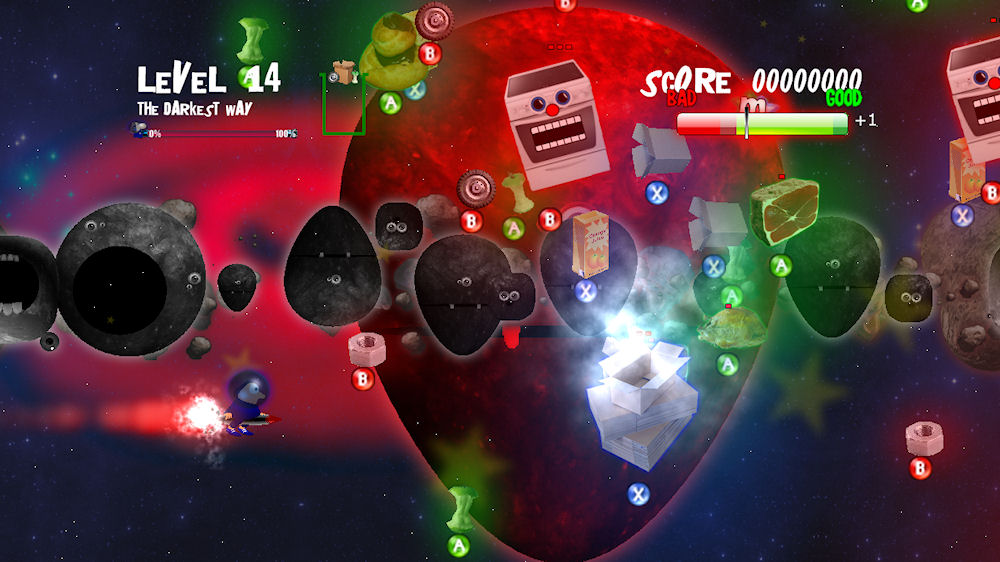 LEVEL 14
THE DARKEST WAY
0% 100%
SCORE 00000000
BAD GOOD
+1
B
A
X
B
A
B
X
X
B
X
A
X
A
A
B
A
X
B
A
B
A